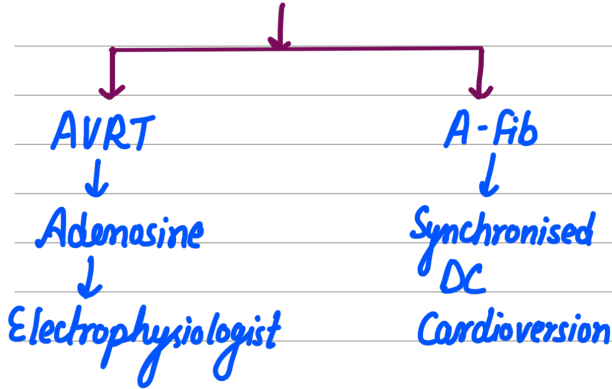 AVRT
A-fib
Adenosine
Synchronised
DC
Electrophysiologist
Cardioversion